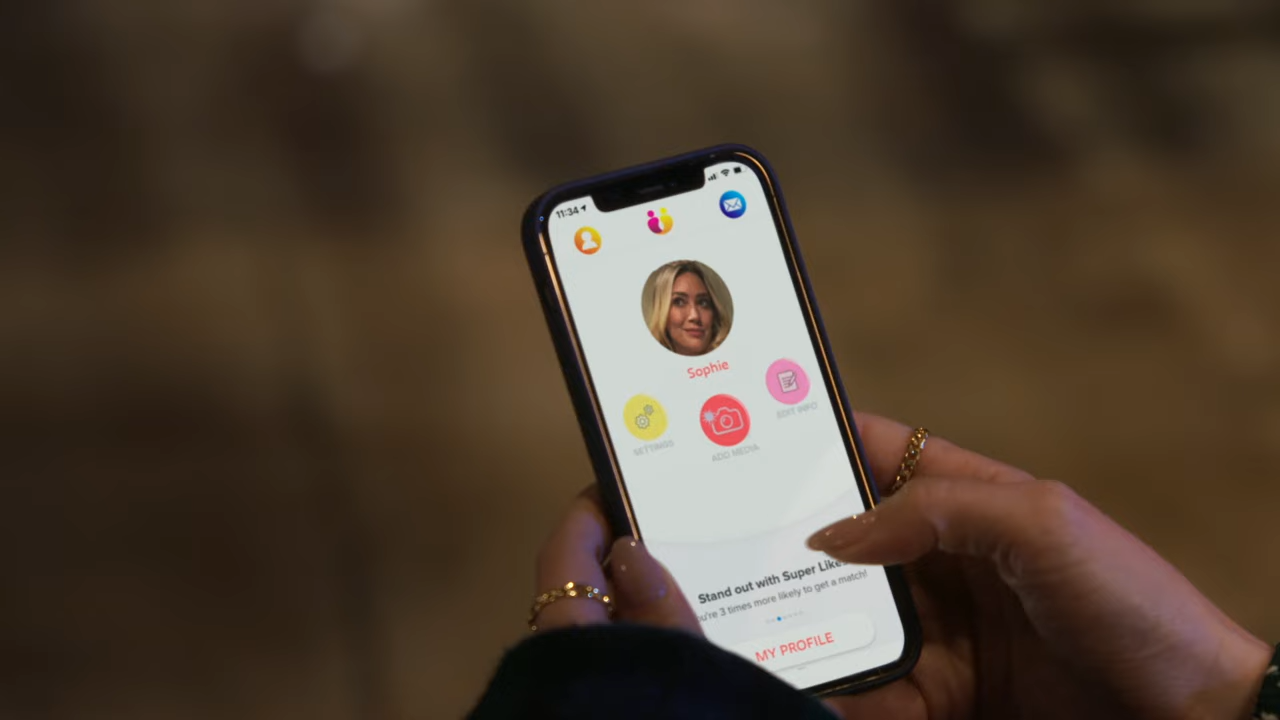 11:34
Sophie
SETTINGS
ADD MEDIA
EDIT INFO
Stand out with Super Like
u're 3 times more likely to get a match!
MY PROFILE